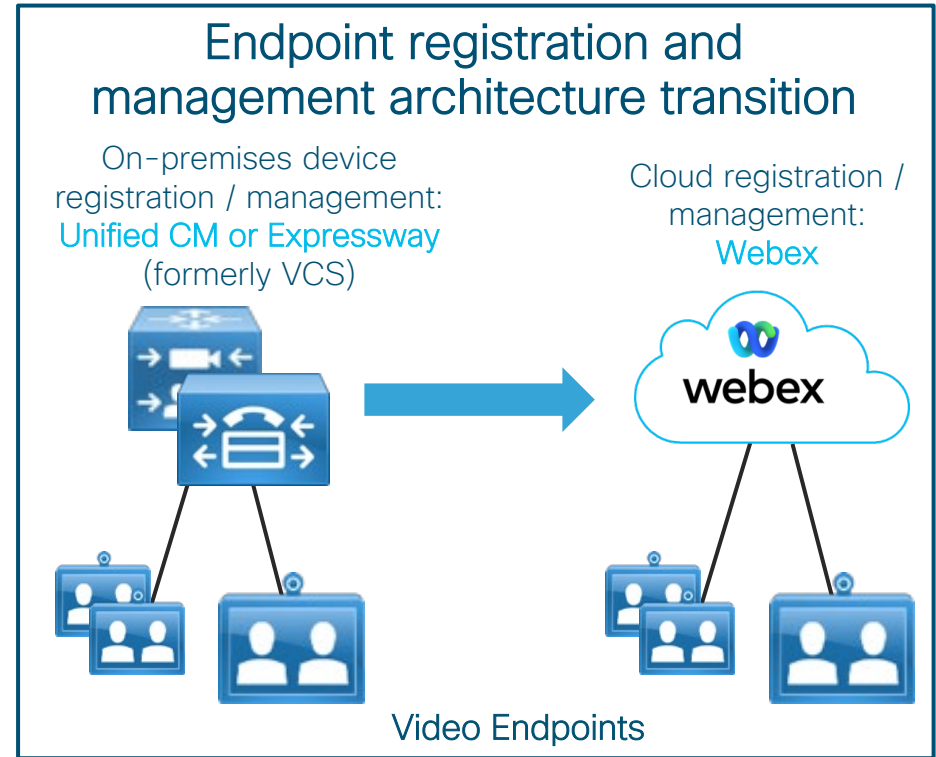 Endpoint registration and
management architecture transition
On-premises device
registration / management:
Unified CM or Expressway
(formerly VCS)
Cloud registration /
management:
Webex
webex
Video Endpoints